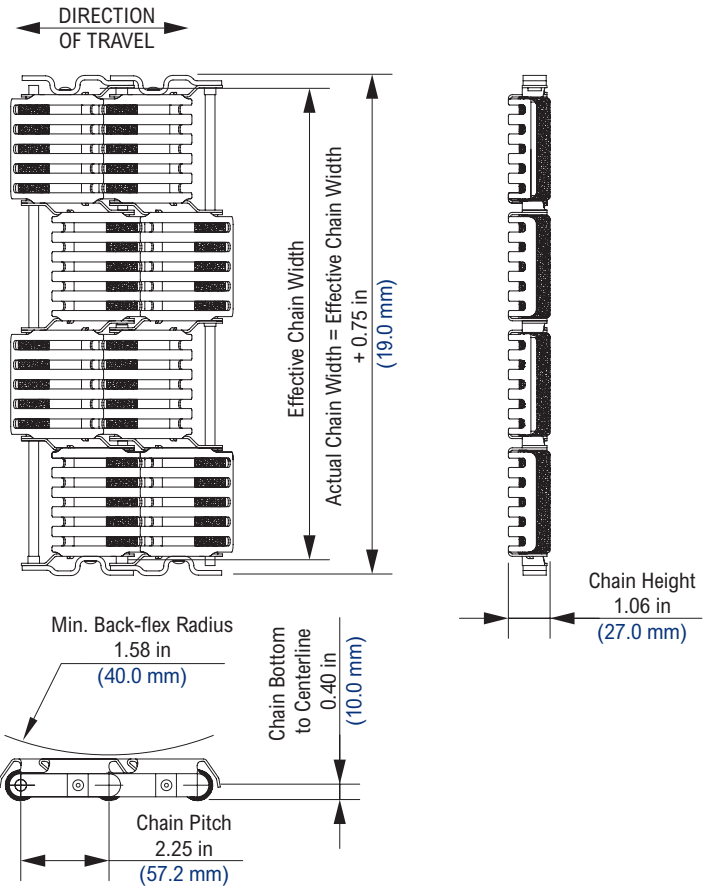 DIRECTION
OF TRAVEL
Effective Chain Width
Actual Chain Width = Effective Chain Width
+ 0.75 in
(19.0 mm)
Chain Height
1.06 in
(27.0 mm)
Min. Back-flex Radius
1.58 in
(40.0 mm)
Chain Bottom
to Centerline
0.40 in
(10.0 mm)
Chain Pitch
2.25 in
(57.2 mm)